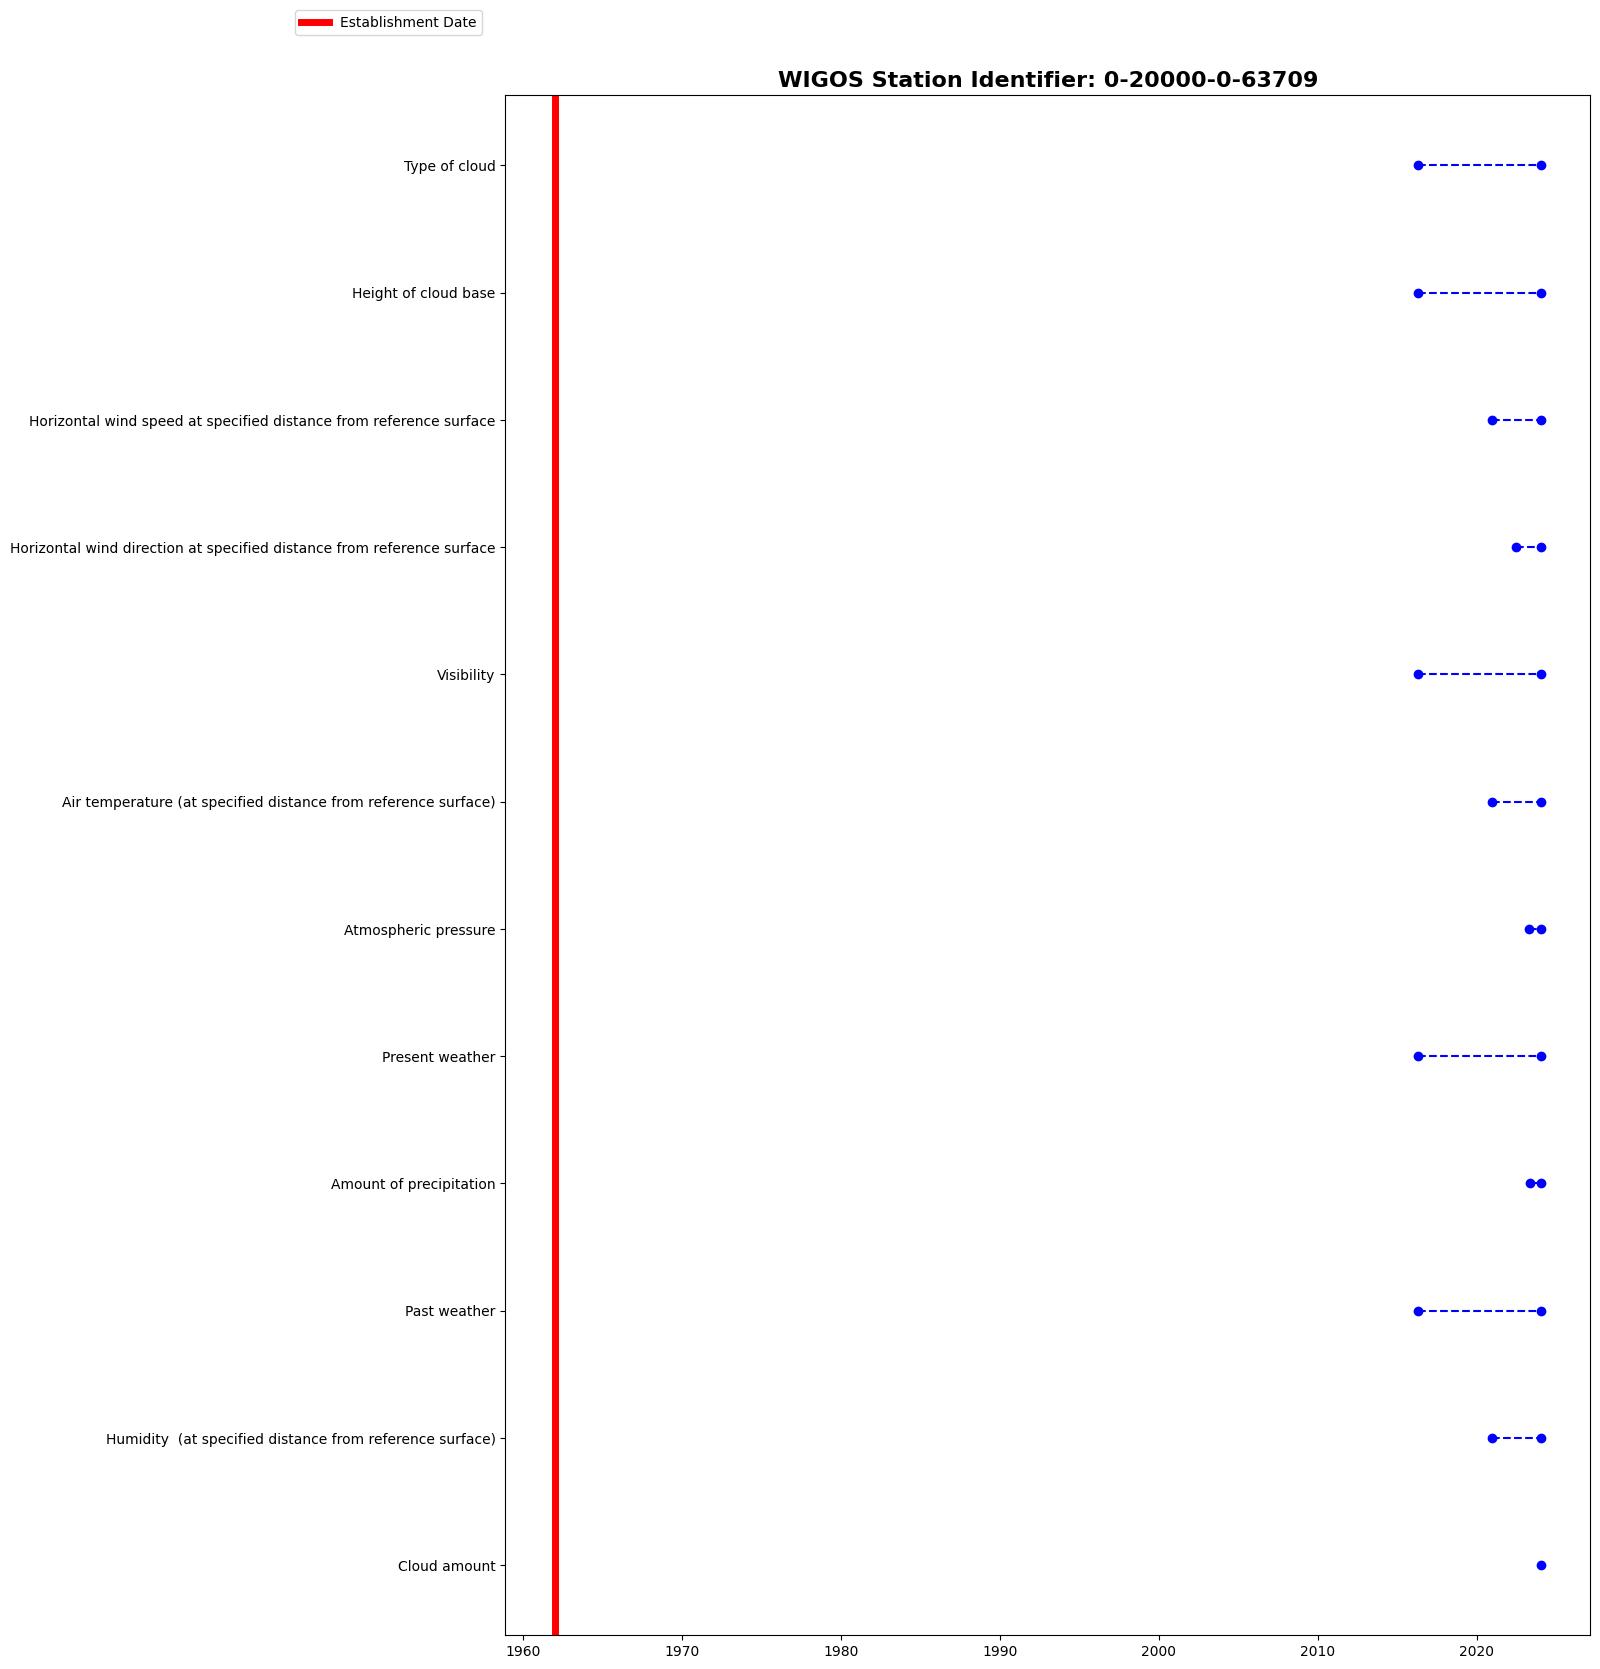 Establishment Date
WIGOS Station Identifier: 0-20000-0-63709
Type of cloud
Height of cloud base
Horizontal wind speed at specified distance from reference surface
Horizontal wind direction at specified distance from reference surface
Visibility
Air temperature (at specified distance from reference surface)
Atmospheric pressure
Present weather
Amount of precipitation
Past weather
Humidity  (at specified distance from reference surface)
Cloud amount
1960 1970 1980 1990 2000 2010 2020